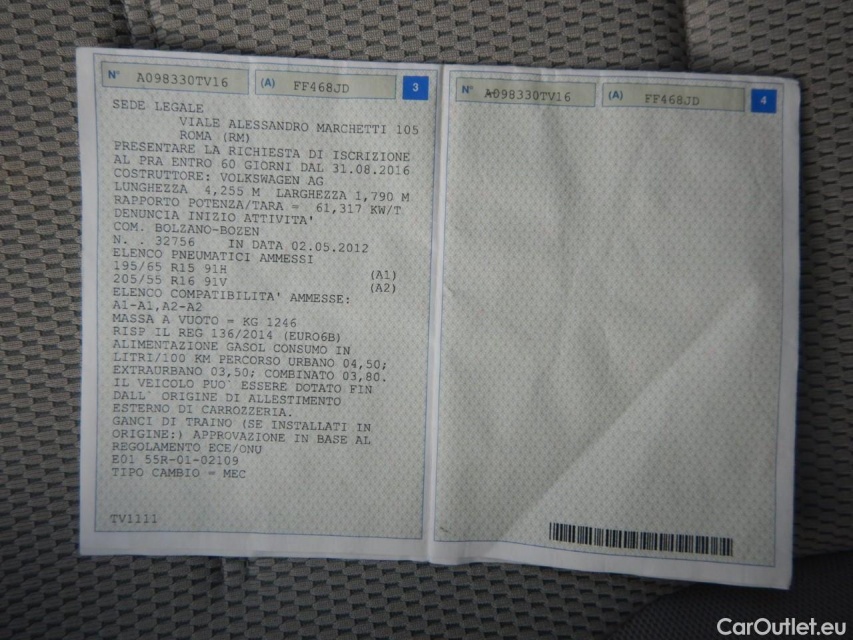 N° A098330TV16 (A) FF468JD 3
SEDE LEGALE
VIALE ALESSANDRO MARCHETTI 105
ROMA (RM)
PRESENTARE LA RICHIESTA DI ISCRIZIONE
AL PRA ENTRO 60 GIORNI DAL 31.08.2016
COSTRUTTORE: VOLKSWAGEN AG
LUNGHEZZA 4,255 M LARGHEZZA 1,790 M
RAPPORTO POTENZA/TARA = 61,317 KW/T
DENUNCIA INIZIO ATTIVITA'
COM. BOLZANO-BOZEN
N. . 32756 IN DATA 02.05.2012
ELENCO PNEUMATICI AMMESSI
195/65 R15 91H (A1)
205/55 R16 91V (A2)
ELENCO COMPATIBILITA' AMMESSE:
A1-A1,A2-A2
MASSA A VUOTO = KG 1246
RISP IL REG 136/2014 (EURO6B)
ALIMENTAZIONE GASOL CONSUMO IN
LITRI/100 KM PERCORSO URBANO 04,50;
EXTRAURBANO 03,50; COMBINATO 03,80.
IL VEICOLO PUO` ESSERE DOTATO FIN
DALL` ORIGINE DI ALLESTIMENTO
ESTERNO DI CARROZZERIA.
GANCI DI TRAINO (SE INSTALLATI IN
ORIGINE:) APPROVAZIONE IN BASE AL
REGOLAMENTO ECE/ONU
E01 55R-01-02109
TIPO CAMBIO = MEC
TV1111
N° A098330TV16 (A) FF468JD 4
CarOutlet.eu